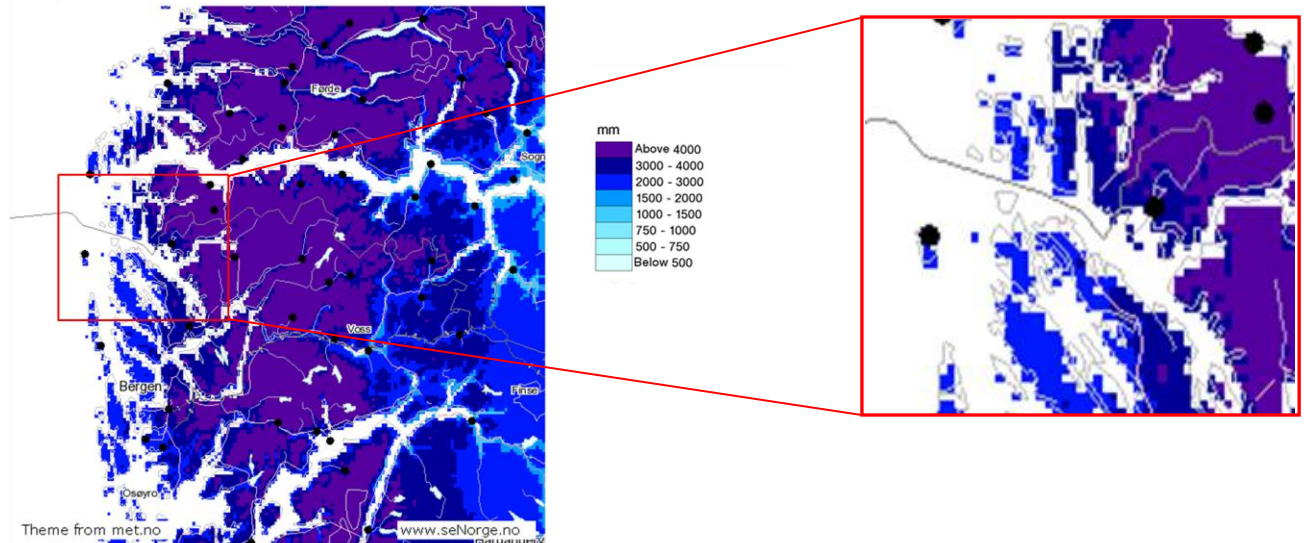 Førde
Sogn
Voss
Bergen
Finse
Osøyro
Theme from met.no
www.seNorge.no
mm
Above 4000
3000 - 4000
2000 - 3000
1500 - 2000
1000 - 1500
750 - 1000
500 - 750
Below 500